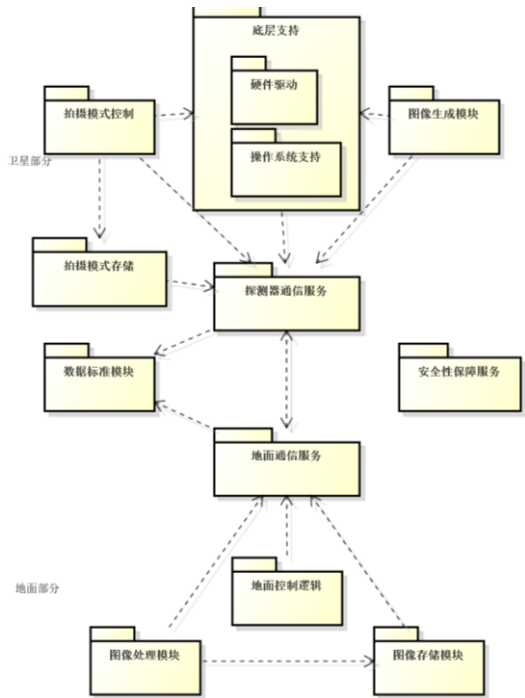 底层支持
硬件驱动
拍摄模式控制
图像生成模块
操作系统支持
卫星部分
拍摄模式存储
探测器通信服务
数据标准模块
安全性保障服务
地面通信服务
地面控制逻辑
地面部分
图像处理模块
图像存储模块